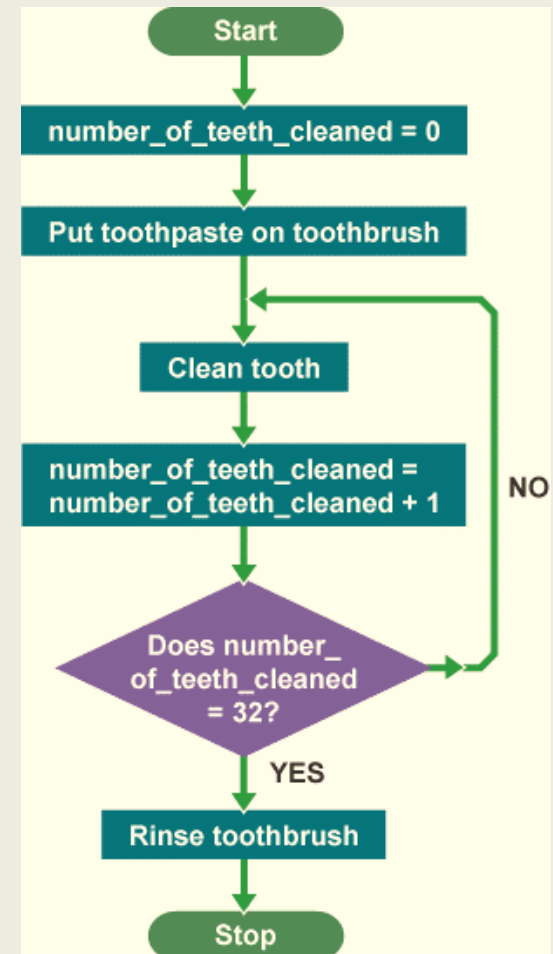 Start
number_of_teeth_cleaned = 0
Put toothpaste on toothbrush
Clean tooth
number_of_teeth_cleaned =
number_of_teeth_cleaned + 1
NO
Does number_
of_teeth_cleaned
= 32?
YES
Rinse toothbrush
Stop